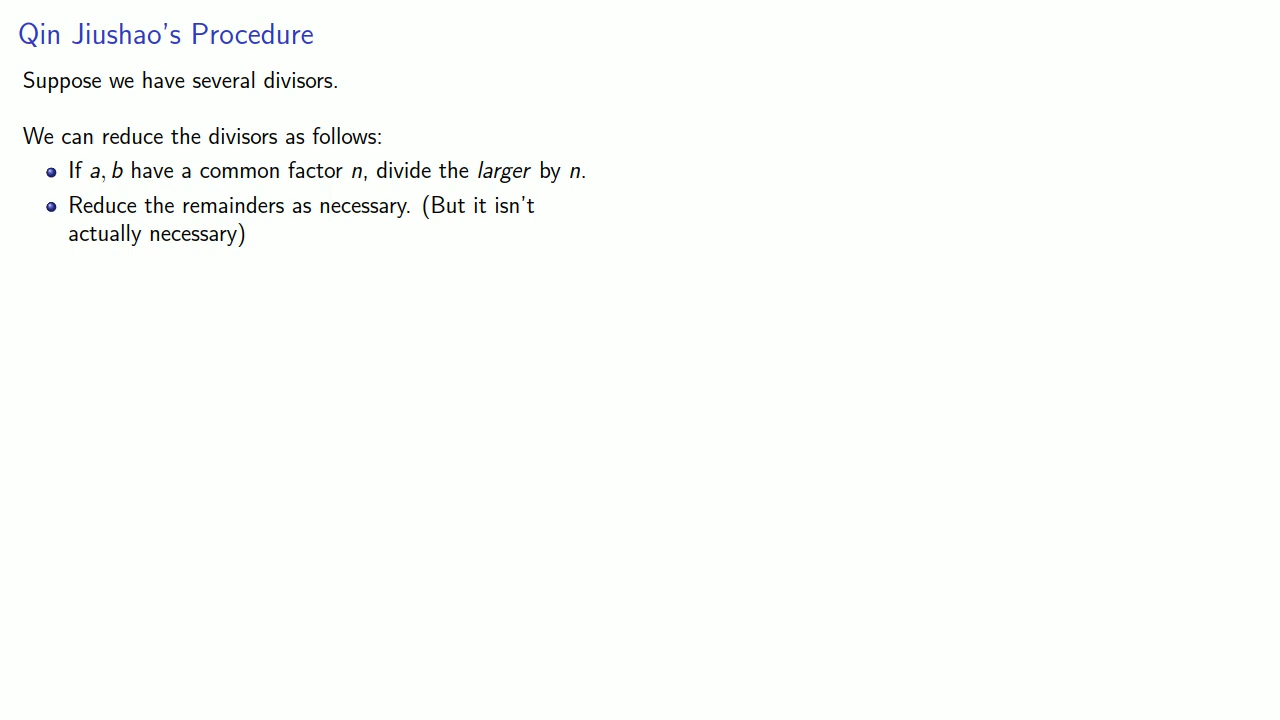 Qin Jiushao's Procedure
Suppose we have several divisors.
We can reduce the divisors as follows:
If a, b have a common factor n, divide the larger by n.
Reduce the remainders as necessary. (But it isn't
actually necessary)